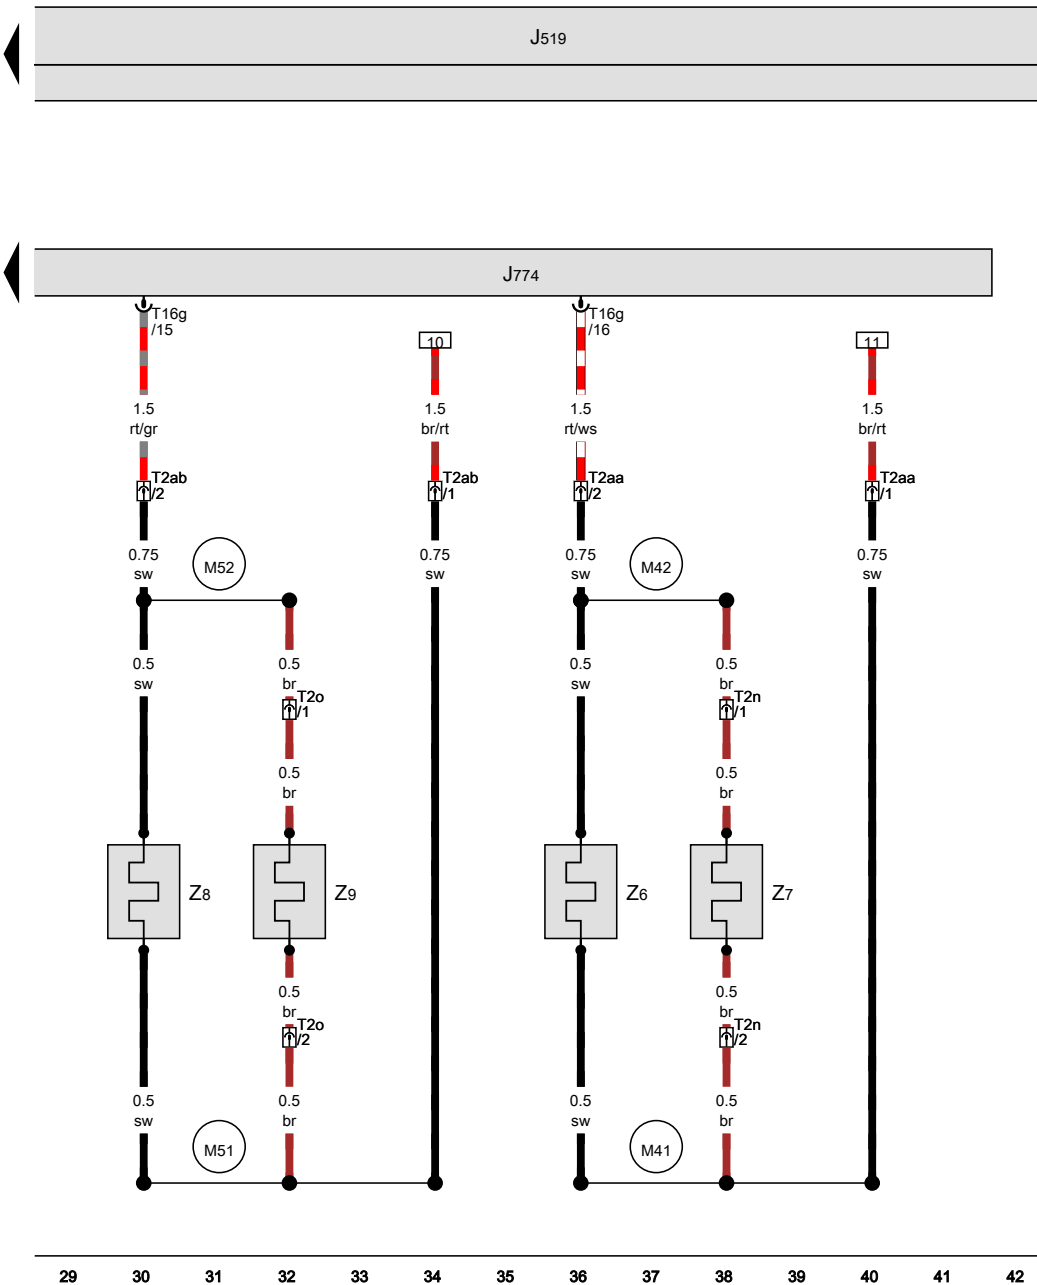 J519
J774
T16g
/15
T16g
/16
10
11
1.5
rt/gr
1.5
br/rt
1.5
rt/ws
1.5
br/rt
T2ab
/2
T2ab
/1
T2aa
/2
T2aa
/1
0.75
sw
M52
0.75
sw
0.75
sw
M42
0.75
sw
0.5
sw
0.5
br
0.5
sw
0.5
br
T2o
/1
T2n
/1
0.5
br
0.5
br
Z8
Z9
Z6
Z7
0.5
br
0.5
br
T2o
/2
T2n
/2
0.5
sw
0.5
br
0.5
sw
0.5
br
M51
M41
29 30 31 32 33 34 35 36 37 38 39 40 41 42